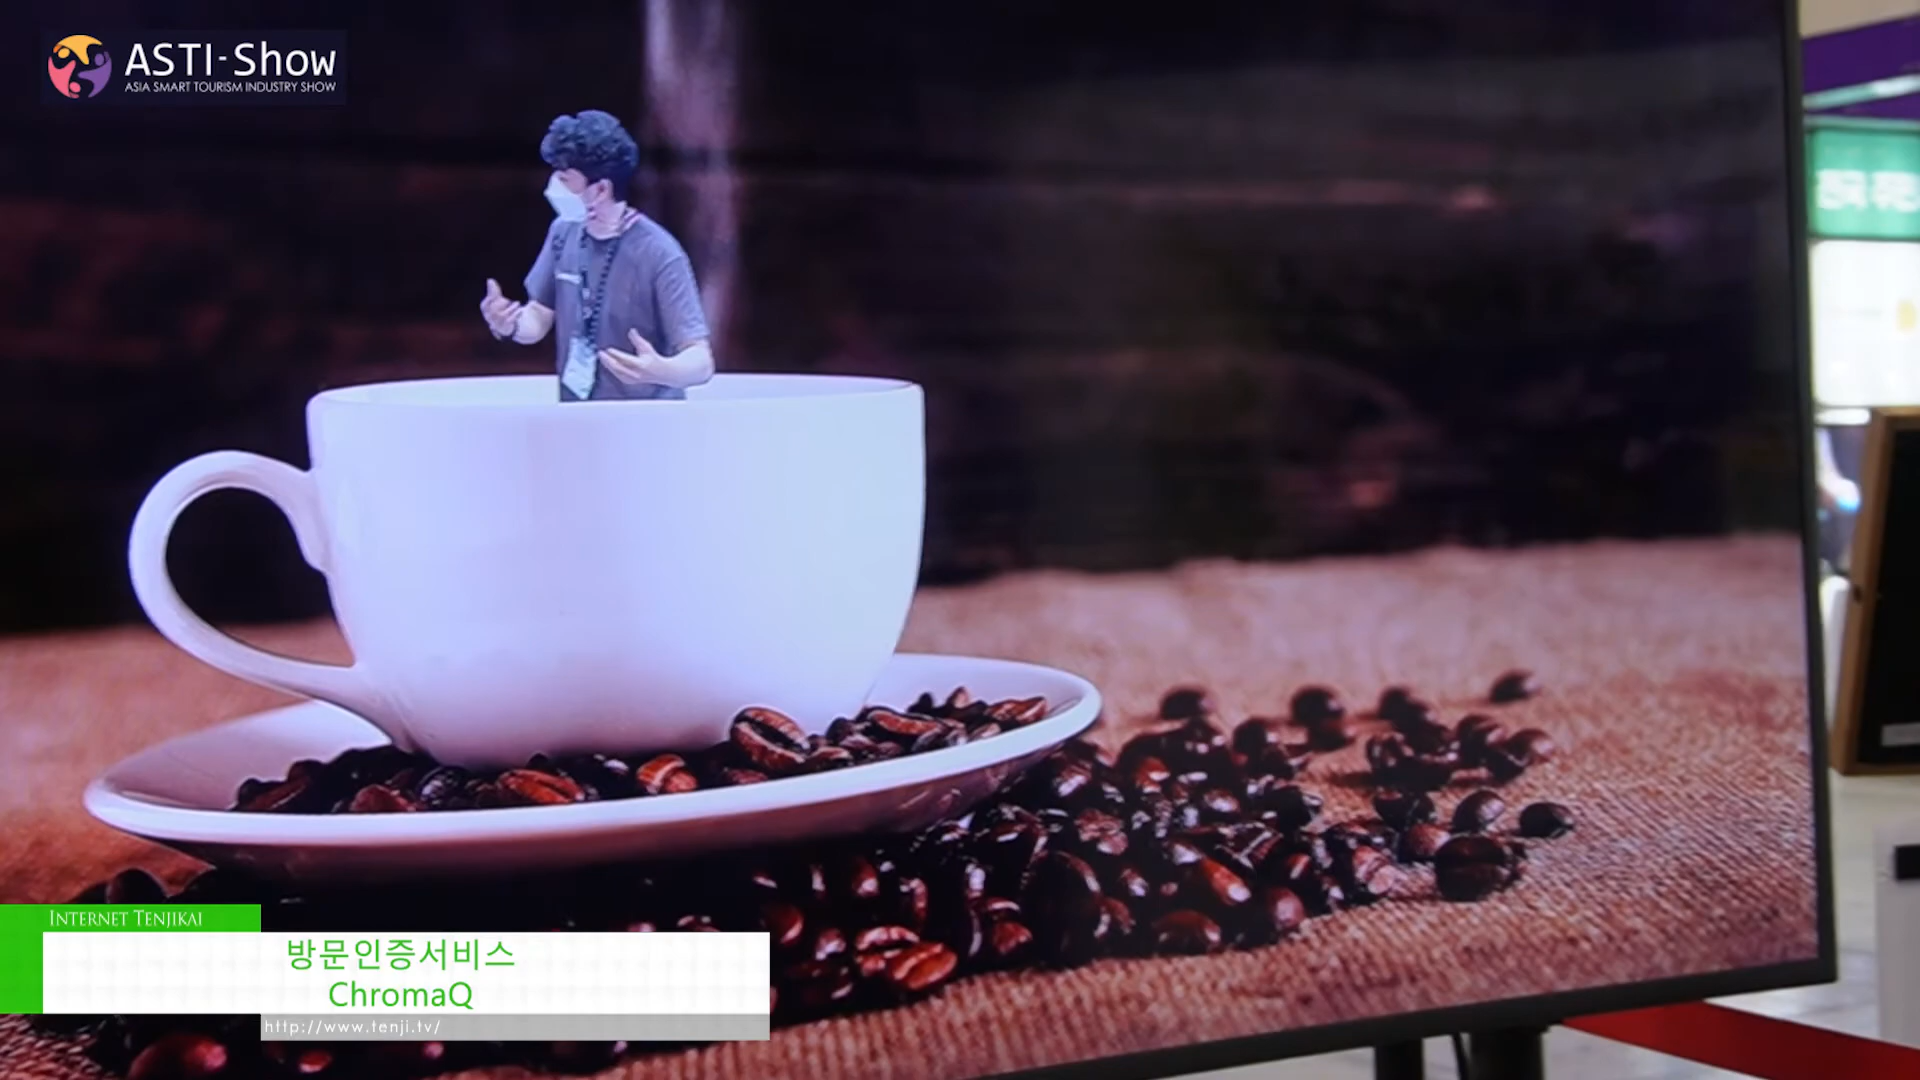 ASTI-Show
ASIA SMART TOURISM INDUSTRY SHOW
INTERNET TENJIKAI
방문인증서비스
ChromaQ
http://www.tenji.tv/